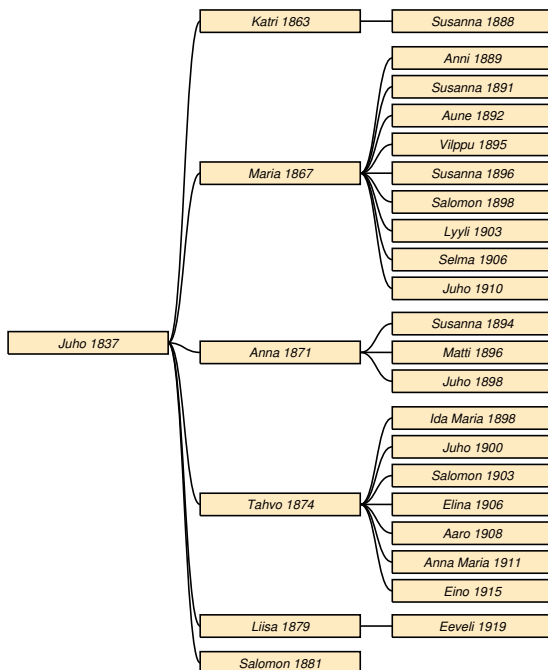 Katri 1863
Susanna 1888
Anni 1889
Susanna 1891
Aune 1892
Vilppu 1895
Maria 1867
Susanna 1896
Salomon 1898
Lyyli 1903
Selma 1906
Juho 1910
Susanna 1894
Juho 1837
Anna 1871
Matti 1896
Juho 1898
Ida Maria 1898
Juho 1900
Salomon 1903
Tahvo 1874
Elina 1906
Aaro 1908
Anna Maria 1911
Eino 1915
Liisa 1879
Eeveli 1919
Salomon 1881